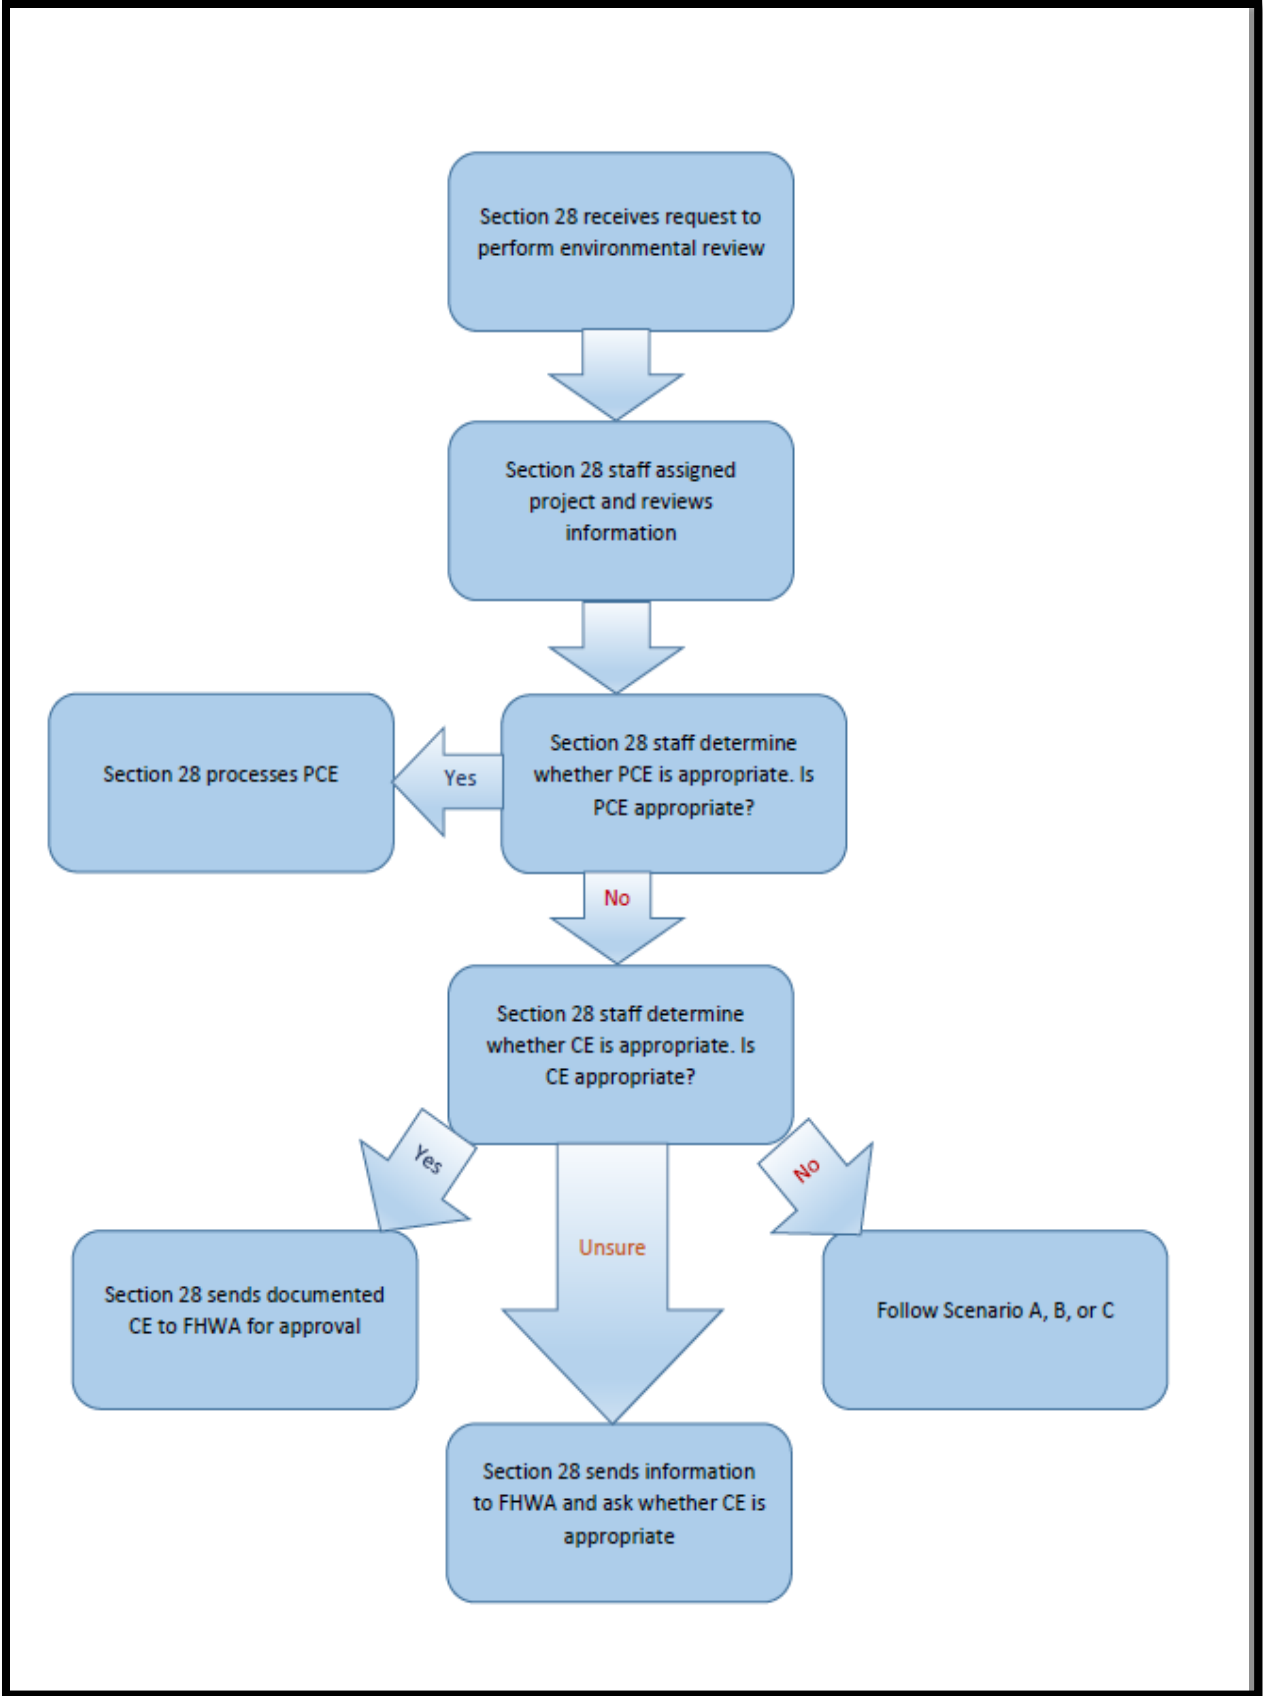 Section 28 receives request to
perform environmental review
Section 28 staff assigned
project and reviews
information
Section 28 processes PCE
Yes
Section 28 staff determine
whether PCE is appropriate. Is
PCE appropriate?
No
Section 28 staff determine
whether CE is appropriate. Is
CE appropriate?
Yes
Unsure
No
Section 28 sends documented
CE to FHWA for approval
Follow Scenario A, B, or C
Section 28 sends information
to FHWA and ask whether CE is
appropriate